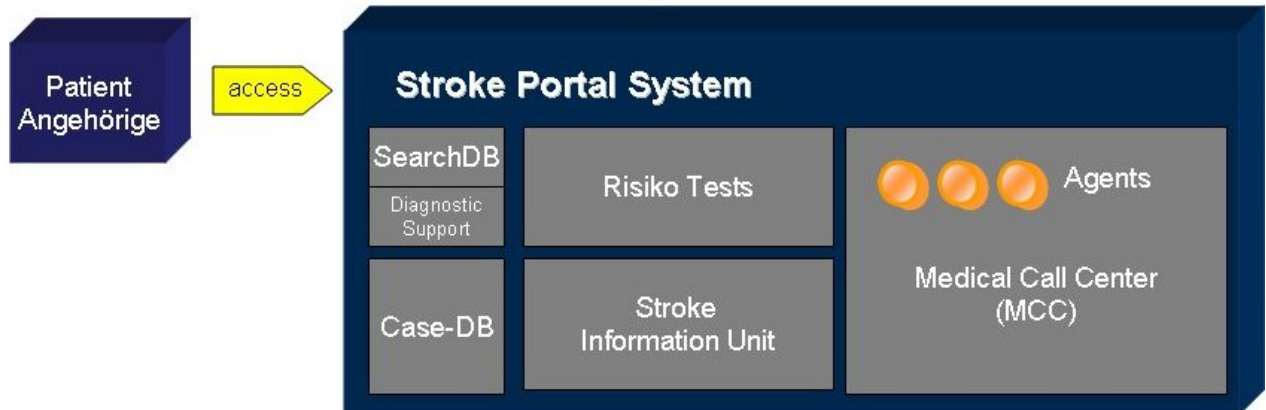 Patient
Angehörige
access
Stroke Portal System
SearchDB
Diagnostic
Support
Case-DB
Risiko Tests
Stroke
Information Unit
Agents
Medical Call Center
(MCC)